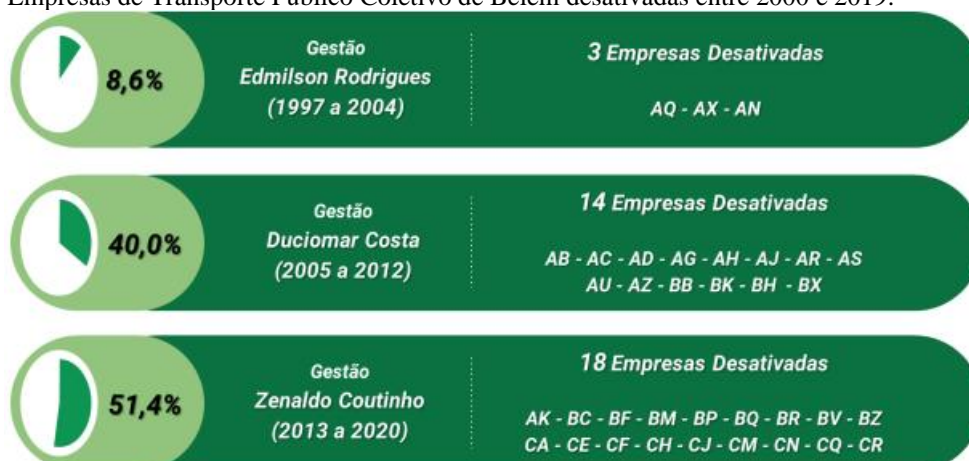 Empresas de Transporte Público Coletivo de Belém desativadas entre 2000 e 2019.
8,6%
Gestão
Edmilson Rodrigues
(1997 a 2004)
3 Empresas Desativadas
AQ - AX - AN
40,0%
Gestão
Duciomar Costa
(2005 a 2012)
14 Empresas Desativadas
AB - AC - AD - AG - AH - AJ - AR - AS
AU - AZ - BB - BK - BH - BX
51,4%
Gestão
Zenaldo Coutinho
(2013 a 2020)
18 Empresas Desativadas
AK - BC - BF - BM - BP - BQ - BR - BV - BZ
CA - CE - CF - CH - CJ - CM - CN - CQ - CR